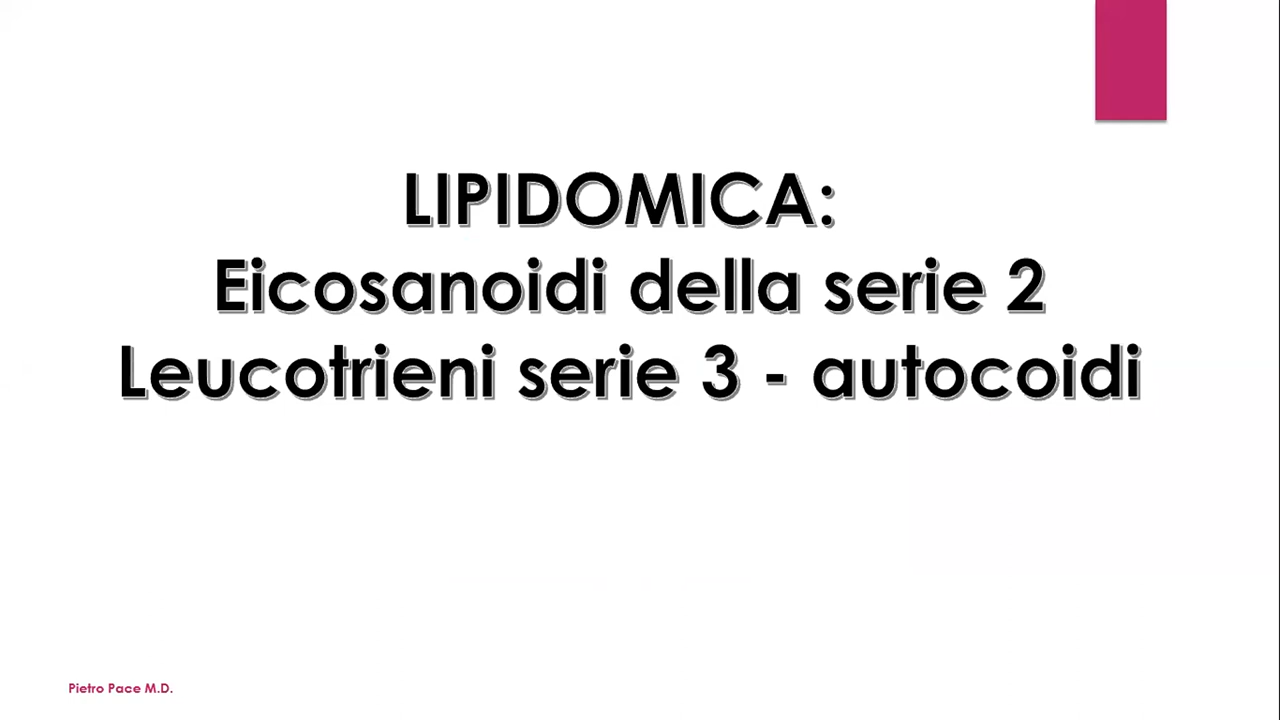 LIPIDOMICA:
Eicosanoidi della serie 2
Leucotrieni serie 3 - autocoidi
Pietro Pace M.D.